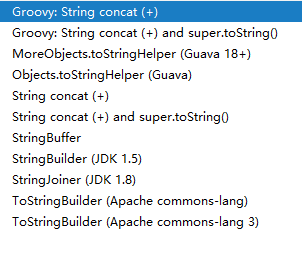 Groovy: String concat (+)
Groovy: String concat (+) and super.toString()
MoreObjects.toStringHelper (Guava 18+)
Objects.toStringHelper (Guava)
String concat (+)
String concat (+) and super.toString()
StringBuffer
StringBuilder (JDK 1.5)
StringJoiner (JDK 1.8)
ToStringBuilder (Apache commons-lang)
ToStringBuilder (Apache commons-lang 3)